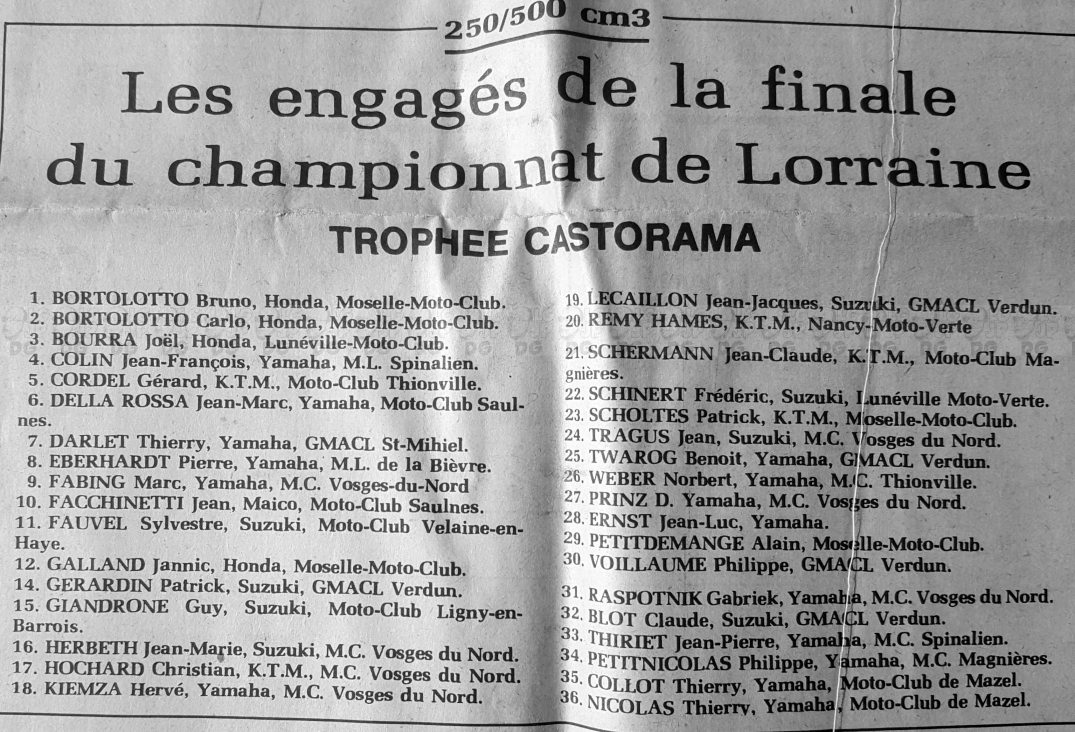 250/500 cm3
Les engagés de la finale
du championnat de Lorraine
TROPHEE CASTORAMA
1. BORTOLOTTO Bruno, Honda, Moselle-Moto-Club.
2. BORTOLOTTO Carlo, Honda, Moselle-Moto-Club.
3. BOURRA Joël, Honda, Lunéville-Moto-Club.
4. COLIN Jean-François, Yamaha, M.L. Spinalien.
5. CORDEL Gérard, K.T.M., Moto-Club Thionville.
6. DELLA ROSSA Jean-Marc, Yamaha, Moto-Club Saul-
nes.
7. DARLET Thierry, Yamaha, GMACL St-Mihiel.
8. EBERHARDT Pierre, Yamaha, M.L. de la Bièvre.
9. FABING Marc, Yamaha, M.C. Vosges-du-Nord
10. FACCHINETTI Jean, Maico, Moto-Club Saulnes.
11. FAUVEL Sylvestre, Suzuki, Moto-Club Velaine-en-
Haye.
12. GALLAND Jannic, Honda, Moselle-Moto-Club.
14. GERARDIN Patrick, Suzuki, GMACL Verdun.
15. GIANDRONE Guy, Suzuki, Moto-Club Ligny-en-
Barrois.
16. HERBETH Jean-Marie, Suzuki, M.C. Vosges du Nord.
17. HOCHARD Christian, K.T.M., M.C. Vosges du Nord.
18. KIEMZA Hervé, Yamaha, M.C. Vosges du Nord.
19. LECAILLON Jean-Jacques, Suzuki, GMACL Verdun.
20. REMY HAMES, K.T.M., Nancy-Moto-Verte
21. SCHERMANN Jean-Claude, K.T.M., Moto-Club Ma-
gnières.
22. SCHINERT Frédéric, Suzuki, Lunéville Moto-Verte.
23. SCHOLTES Patrick, K.T.M., Moselle-Moto-Club.
24. TRAGUS Jean, Suzuki, M.C. Vosges du Nord.
25. TWAROG Benoit, Yamaha, GMACL Verdun.
26. WEBER Norbert, Yamaha, M.C. Thionville.
27. PRINZ D. Yamaha, M.C. Vosges du Nord.
28. ERNST Jean-Luc, Yamaha.
29. PETITDEMANGE Alain, Moselle-Moto-Club.
30. VOILLAUME Philippe, GMACL Verdun.
31. RASPOTNIK Gabriek, Yamaha, M.C. Vosges du Nord.
32. BLOT Claude, Suzuki, GMACL Verdun.
33. THIRIET Jean-Pierre, Yamaha, M.C. Spinalien.
34. PETITNICOLAS Philippe, Yamaha, M.C. Magnières.
35. COLLOT Thierry, Yamaha, Moto-Club de Mazel.
36. NICOLAS Thierry, Yamaha, Moto-Club de Mazel.